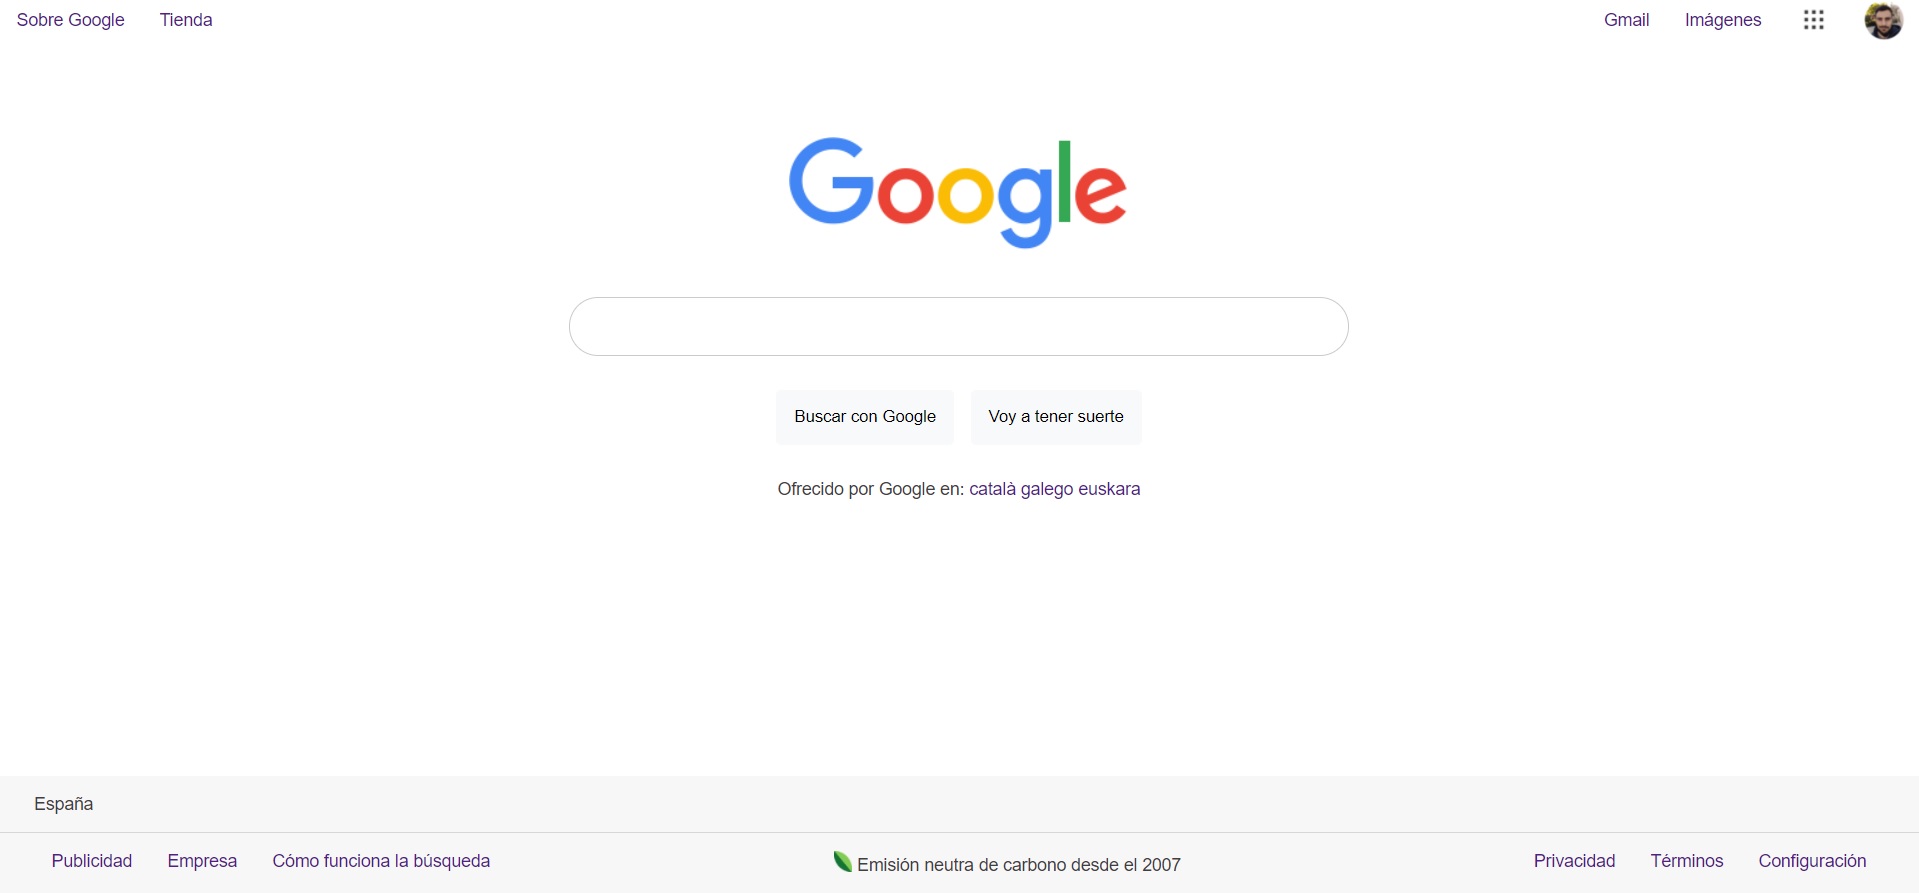 Sobre Google Tienda Gmail Imágenes
Google
Buscar con Google Voy a tener suerte
Ofrecido por Google en: català galego euskara
España
Publicidad Empresa Cómo funciona la búsqueda Emisión neutra de carbono desde el 2007 Privacidad Términos Configuración